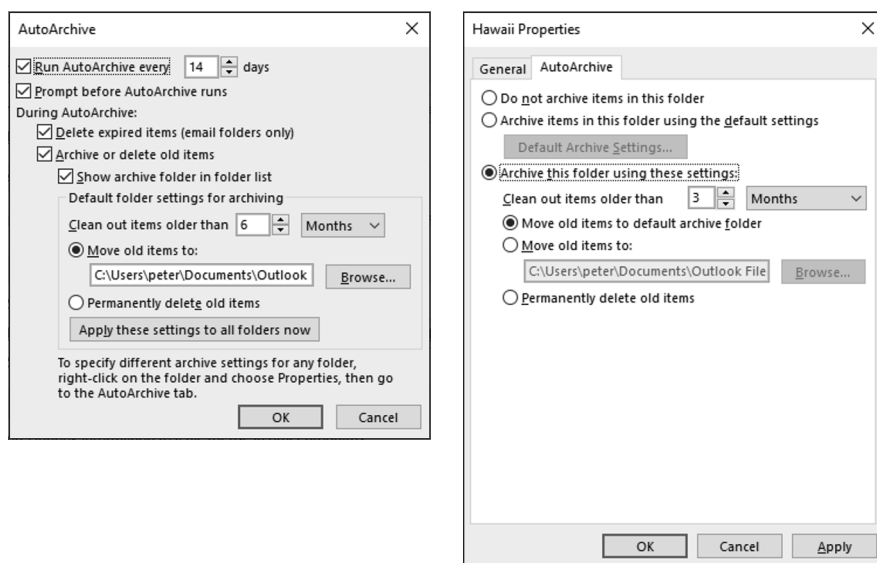 AutoArchive
Run AutoArchive every 14 days
Prompt before AutoArchive runs
During AutoArchive:
Delete expired items (email folders only)
Archive or delete old items
Show archive folder in folder list
Default folder settings for archiving
Clean out items older than 6 Months
Move old items to:
C:\Users\peter\Documents\Outlook Browse...
Permanently delete old items
Apply these settings to all folders now
To specify different archive settings for any folder,
right-click on the folder and choose Properties, then go
to the AutoArchive tab.
OK Cancel
Hawaii Properties
General AutoArchive
Do not archive items in this folder
Archive items in this folder using the default settings
Default Archive Settings...
Archive this folder using these settings:
Clean out items older than 3 Months
Move old items to default archive folder
Move old items to:
C:\Users\peter\Documents\Outlook File Browse...
Permanently delete old items
OK Cancel Apply